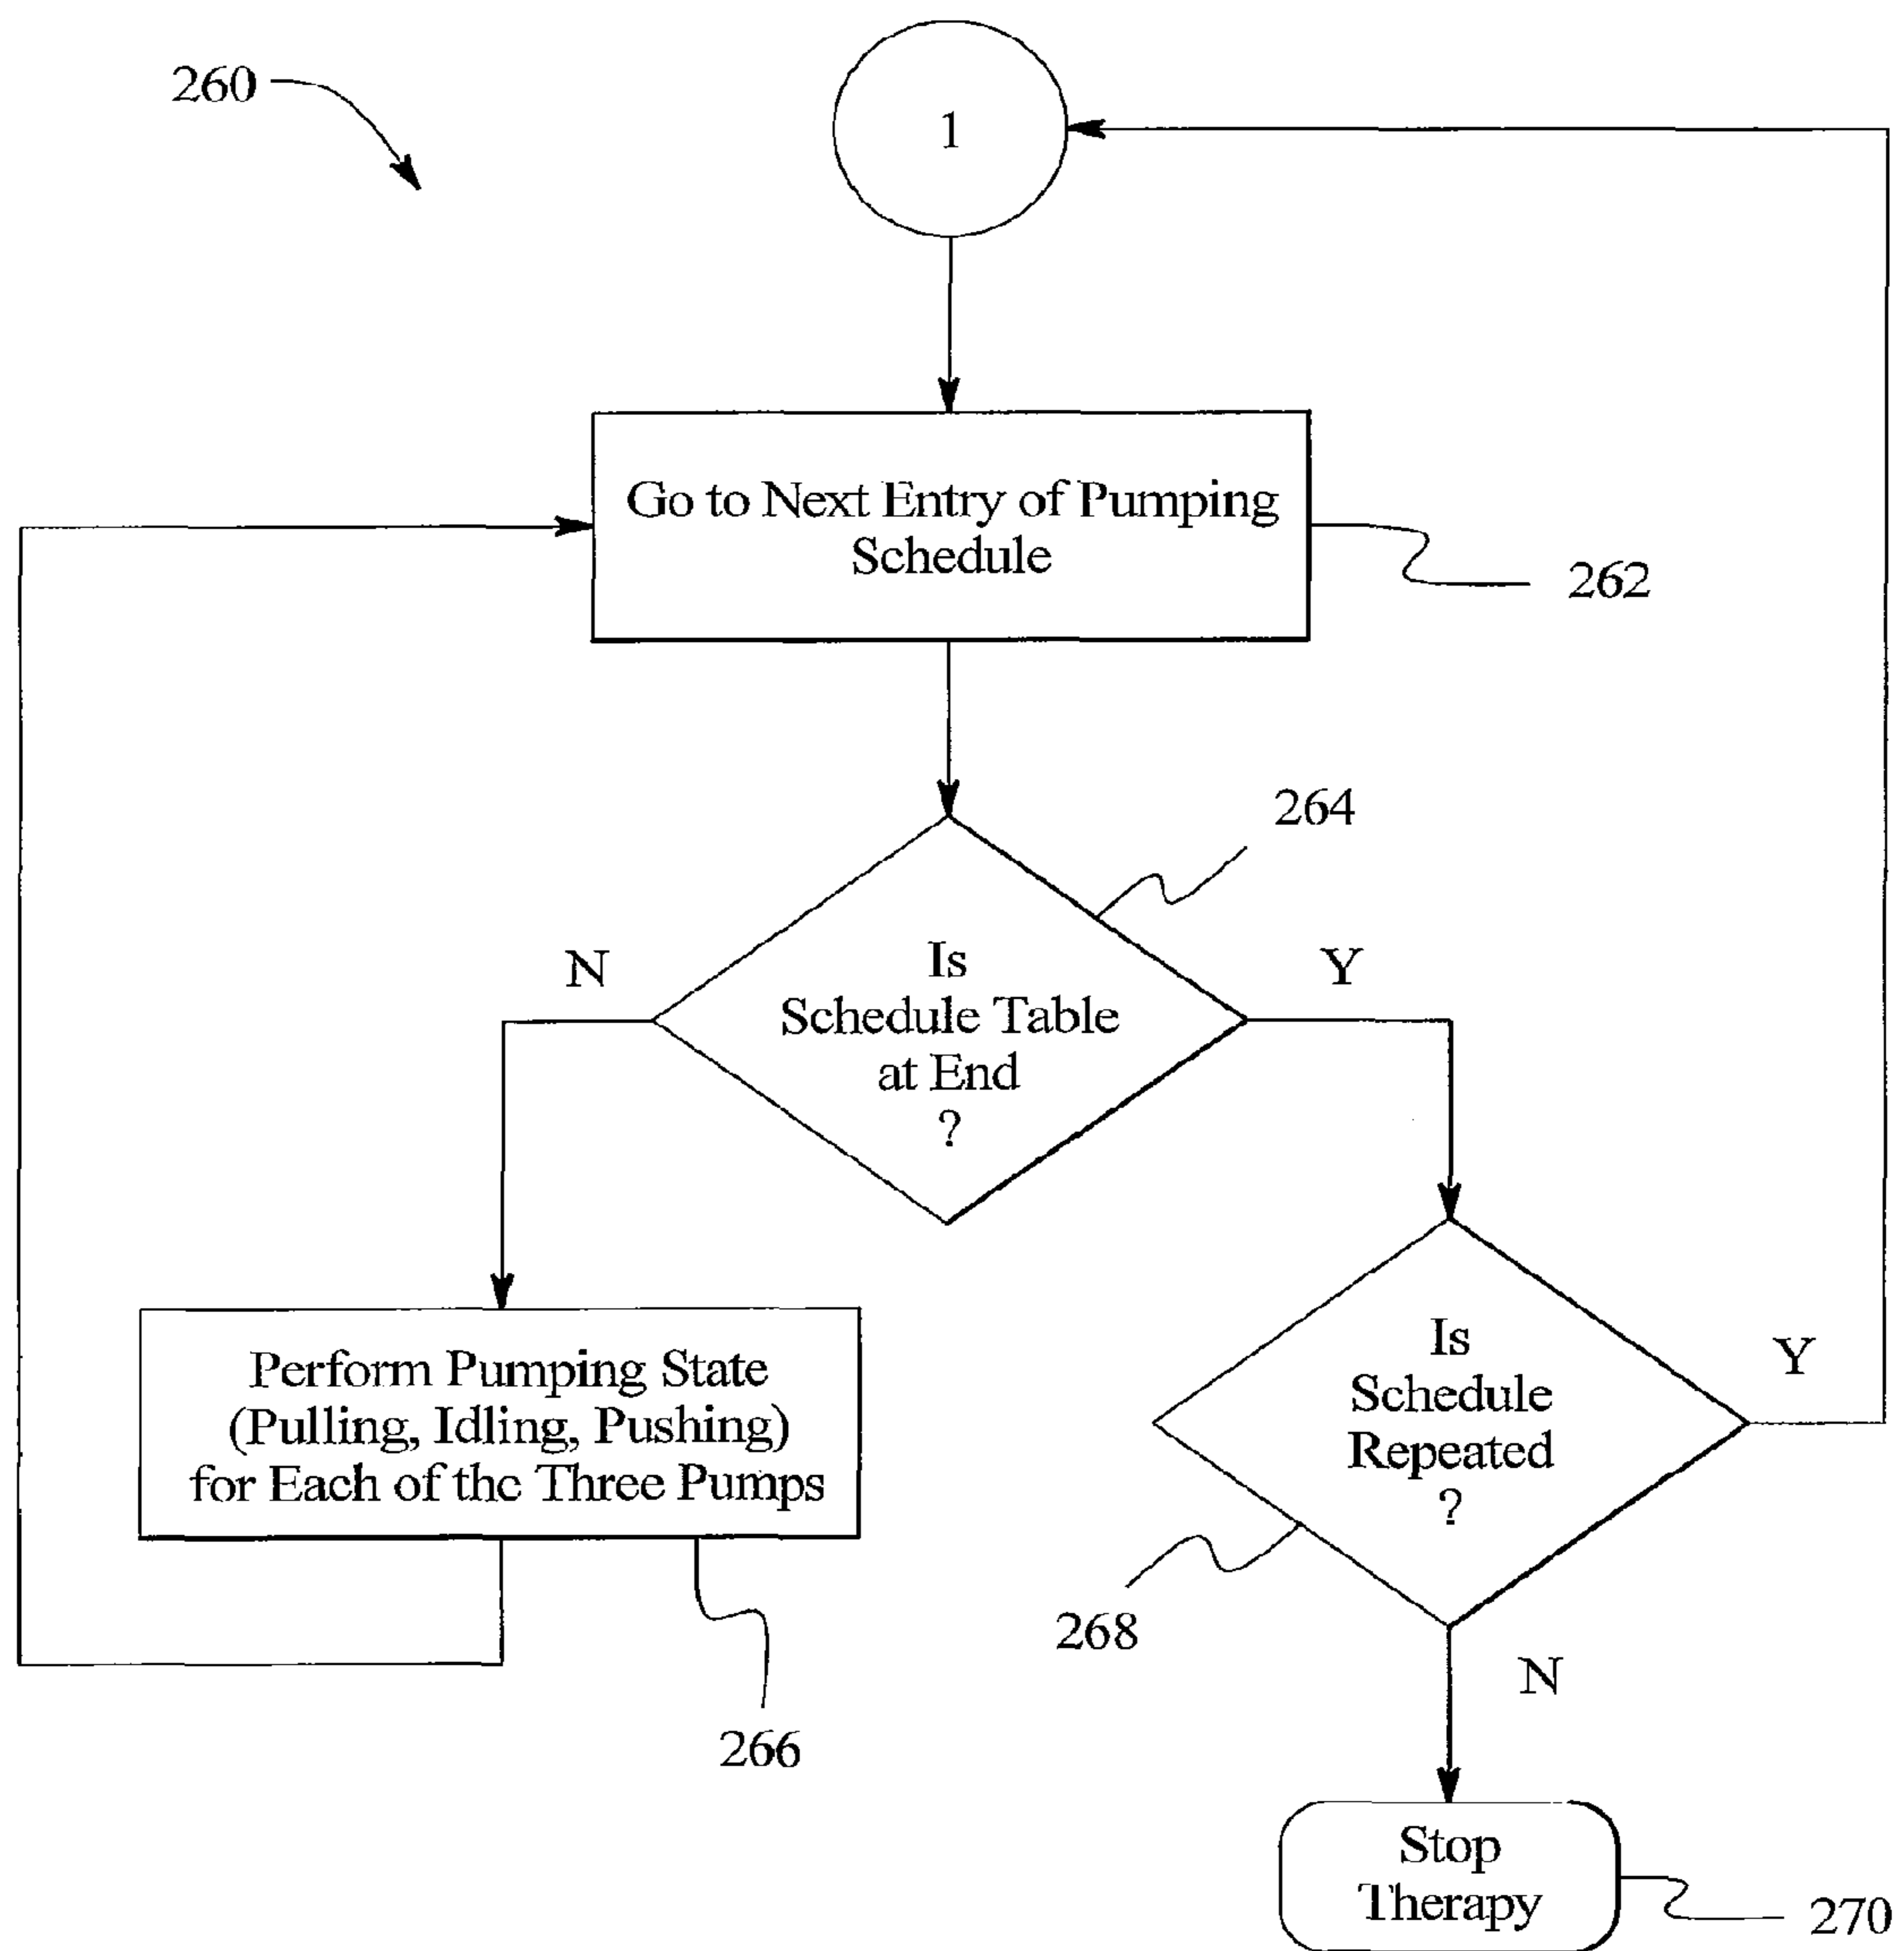 260
1
Go to Next Entry of Pumping
Schedule
262
264
N
Y
Is
Schedule Table
at End
?
Perform Pumping State
(Pulling, Idling, Pushing)
for Each of the Three Pumps
266
Is
Schedule
Repeated
?
Y
268
N
Stop
Therapy
270